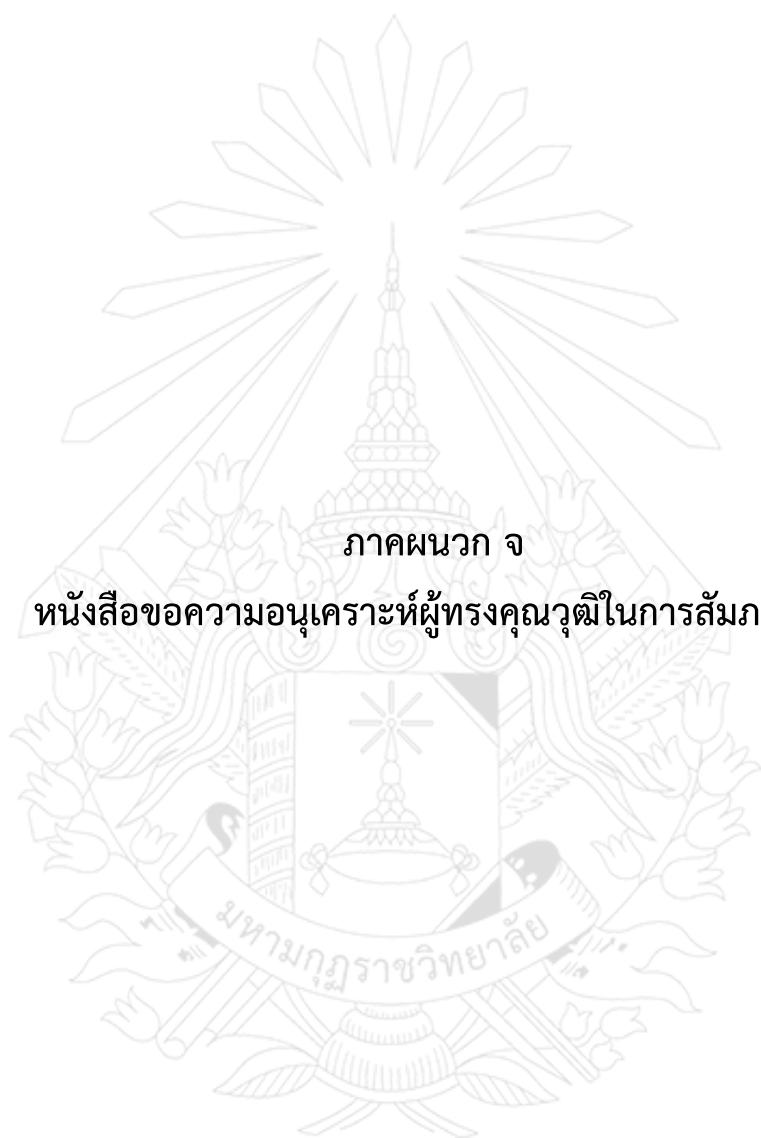 ภาคผนวก จ
หนังสือขอความอนุเคราะห์ผู้ทรงคุณวุฒิในการสัมภ
มหามกุฏราชวิทยาลัย